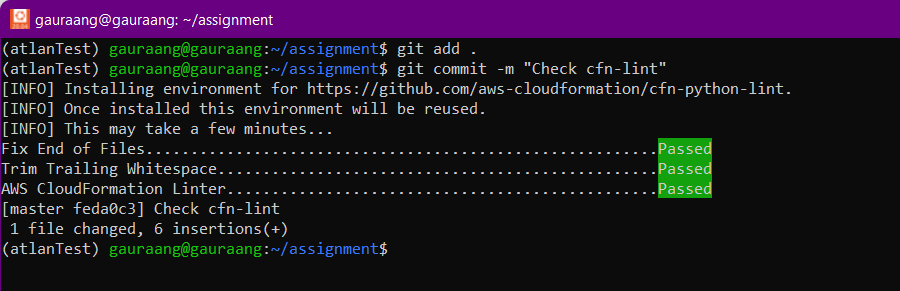 gauraang@gauraang: ~/assignment
(atlanTest) gauraang@gauraang:~/assignment$ git add .
(atlanTest) gauraang@gauraang:~/assignment$ git commit -m "Check cfn-lint"
[INFO] Installing environment for https://github.com/aws-cloudformation/cfn-python-lint.
[INFO] Once installed this environment will be reused.
[INFO] This may take a few minutes...
Fix End of Files.........................................................Passed
Trim Trailing Whitespace.................................................Passed
AWS CloudFormation Linter................................................Passed
[master feda0c3] Check cfn-lint
 1 file changed, 6 insertions(+)
(atlanTest) gauraang@gauraang:~/assignment$